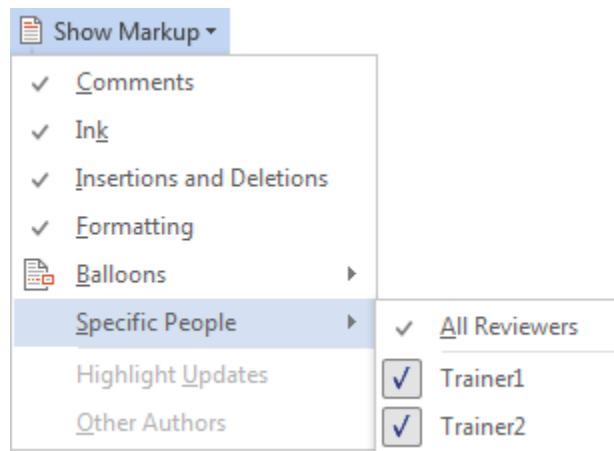 Show Markup
Comments
Ink
Insertions and Deletions
Formatting
Balloons
Specific People
All Reviewers
Highlight Updates
Trainer1
Other Authors
Trainer2